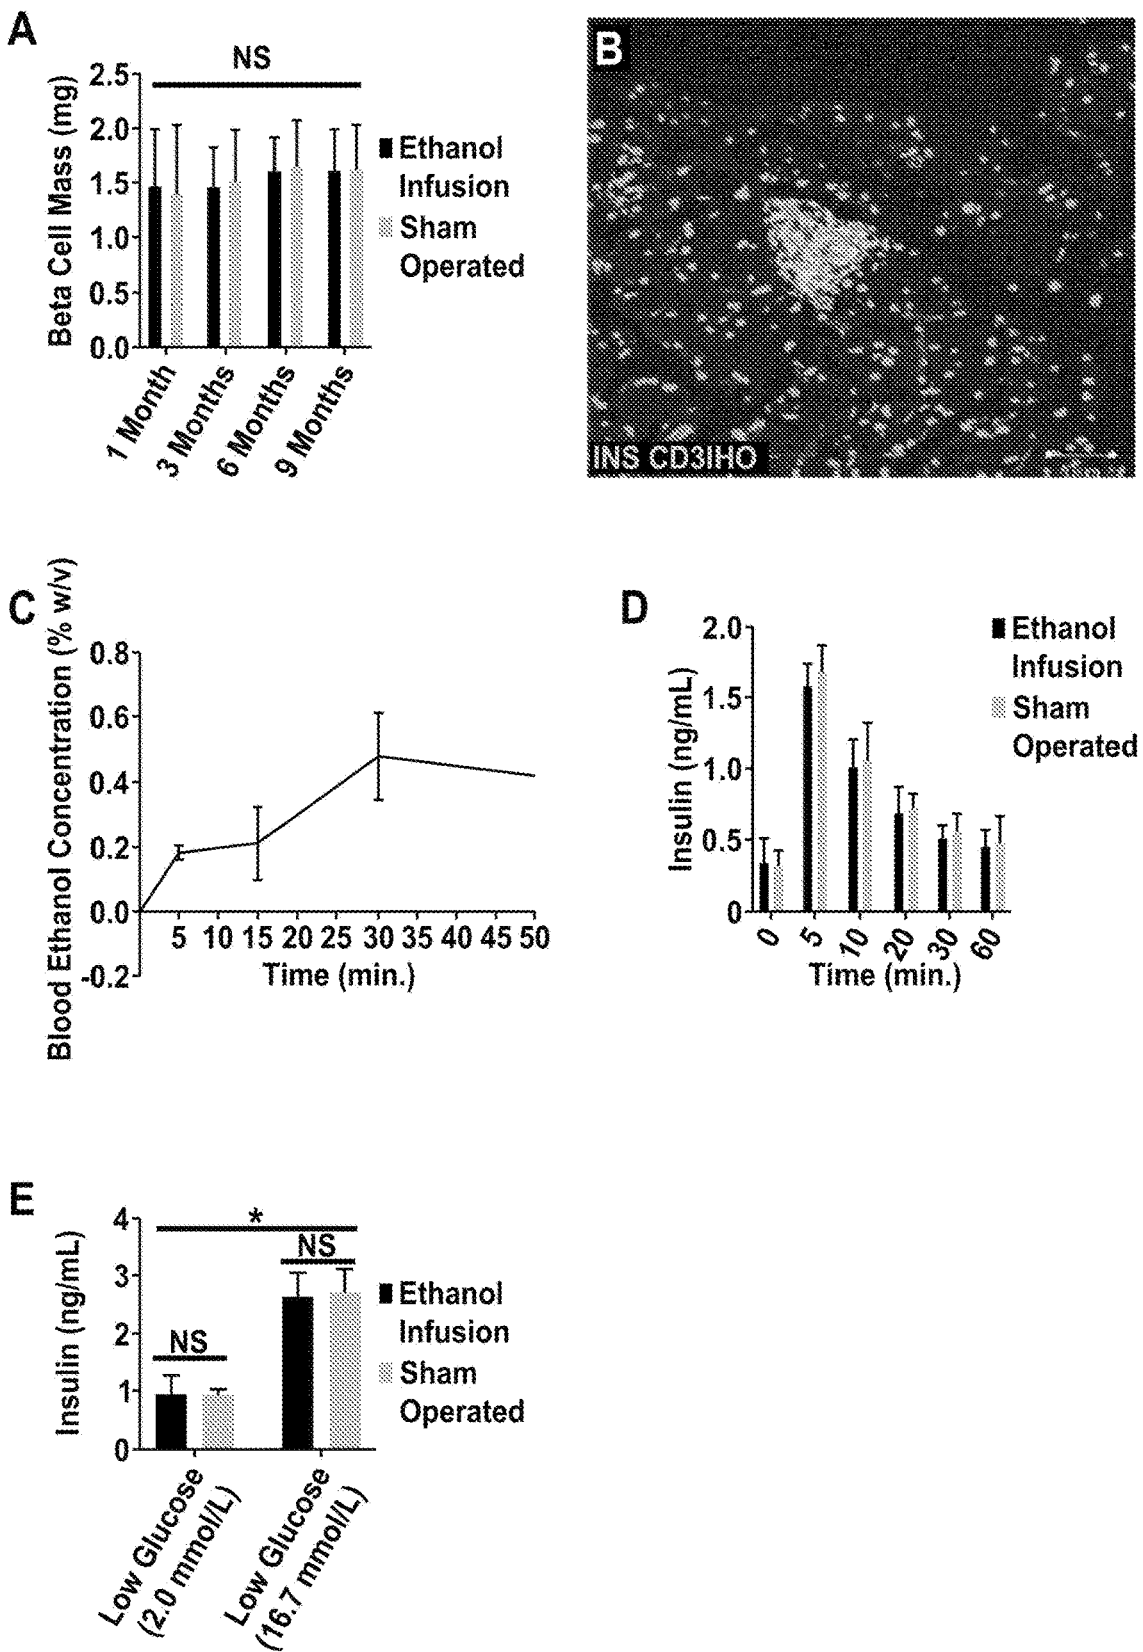 A
NS
Beta Cell Mass (mg)
2.5
2.0
1.5
1.0
0.5
0.0
1 Month
3 Months
6 Months
9 Months
Ethanol
Infusion
Sham
Operated
B
INS CD3IHO
C
Blood Ethanol Concentration (% w/v)
0.8
0.6
0.4
0.2
0.0
-0.2
5 10 15 20 25 30 35 40 45 50
Time (min.)
D
Insulin (ng/mL)
2.0
1.5
1.0
0.5
0
0 5 10 20 30 60
Time (min.)
Ethanol
Infusion
Sham
Operated
E
Insulin (ng/mL)
4
3
2
1
0
*
NS
NS
Low Glucose
(2.0 mmol/L)
Low Glucose
(16.7 mmol/L)
Ethanol
Infusion
Sham
Operated